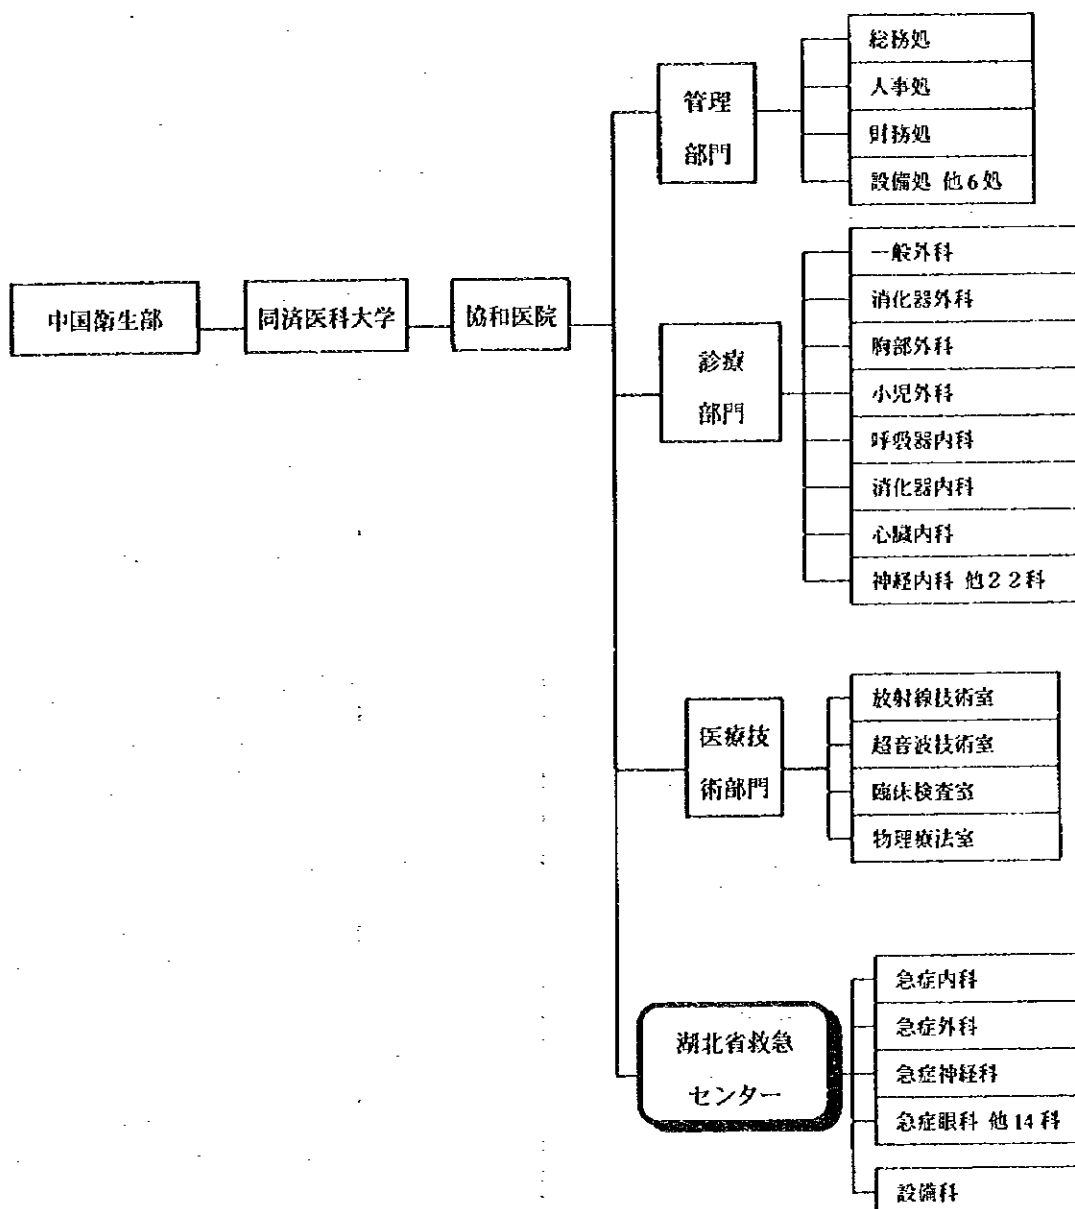 中国衛生部
同済医科大学
協和医院
管理
部門
総務処
人事処
財務処
設備処 他6処
診療
部門
一般外科
消化器外科
胸部外科
小児外科
呼吸器内科
消化器内科
心臓内科
神経内科 他22科
医療技
術部門
放射線技術室
超音波技術室
臨床検査室
物理療法室
湖北省救急
センター
急症内科
急症外科
急症神経科
急症眼科 他14科
設備科